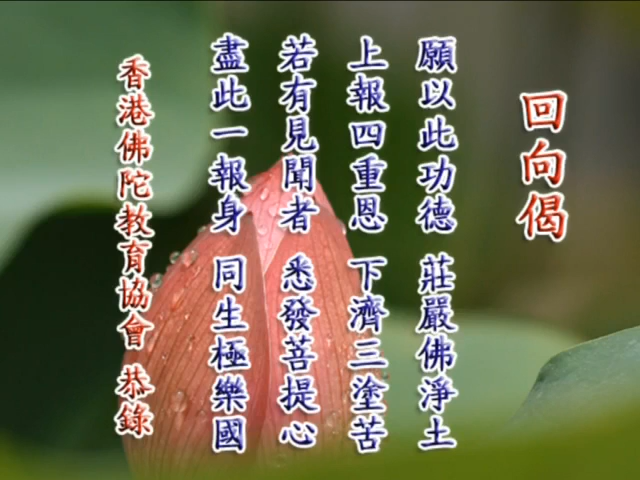 回向偈
願以此功德 莊嚴佛淨土
上報四重恩 下濟三塗苦
若有見聞者 悉發菩提心
盡此一報身 同生極樂國
香港佛陀教育協會 恭錄